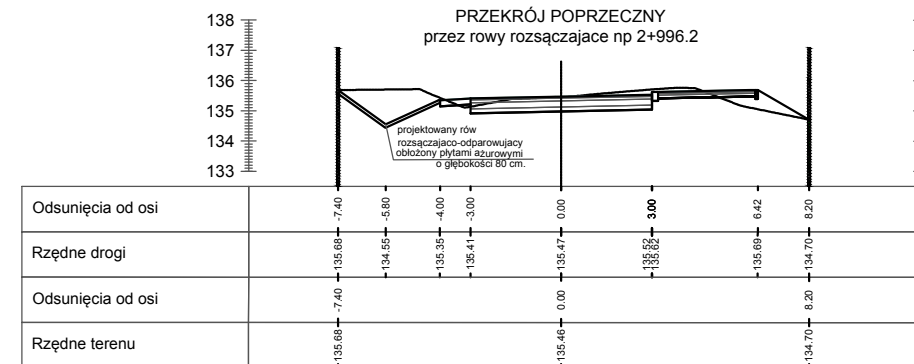 PRZEKRÓJ POPRZECZNY
przez rowy rozsączajace np 2+996.2
138
137
136
135
134
133
projektowany rów
rozsączajaco-odparowujacy
obłożony płytami ażurowymi
o głębokości 80 cm.
Odsunięcia od osi -7.40 -5.80 -4.00 -3.00 0.00 3.00 6.42 8.20
Rzędne drogi 135.68 134.55 135.35 135.41 135.47 135.52 135.62 135.69 134.70
Odsunięcia od osi -7.40 0.00 8.20
Rzędne terenu 135.68 135.46 134.70